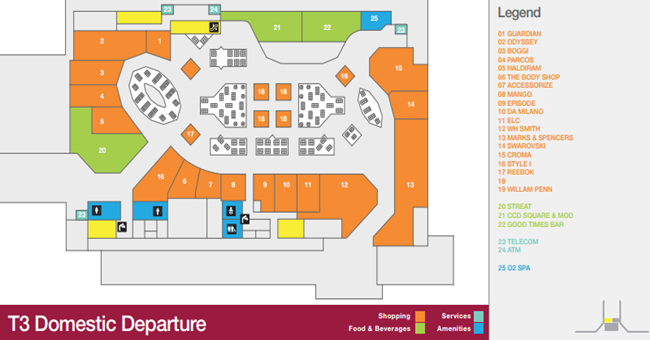 23
24
25
2
1
21
22
23
3
4
5
20
19
15
14
18
18
18
18
17
16
6
7
8
9
10
11
12
13
23
Legend
01 GUARDIAN
02 ODYSSEY
03 BOGGI
04 PARCOS
05 HALDIRAM
06 THE BODY SHOP
07 ACCESSORIZE
08 MANGO
09 EPISODE
10 DA MILANO
11 ELC
12 WH SMITH
13 MARKS & SPENCERS
14 SWAROVSKI
15 CROMA
16 STYLE I
17 REEBOK
18
19 WILLAM PENN
20 STREAT
21 CCD SQUARE & MOD
22 GOOD TIMES BAR
23 TELECOM
24 ATM
25 O2 SPA
T3 Domestic Departure
Shopping
Services
Food & Beverages
Amenities